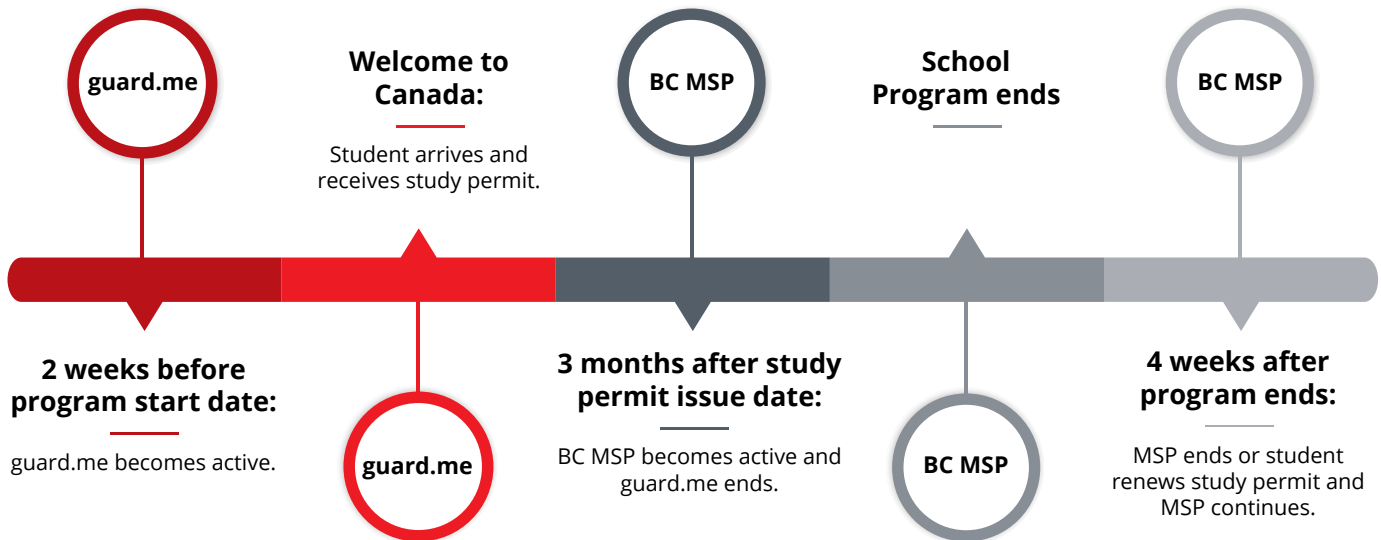 guard.me
2 weeks before
program start date:
guard.me becomes active.
Welcome to
Canada:
Student arrives and
receives study permit.
guard.me
BC MSP
3 months after study
permit issue date:
BC MSP becomes active and
guard.me ends.
School
Program ends
BC MSP
BC MSP
4 weeks after
program ends:
MSP ends or student
renews study permit and
MSP continues.